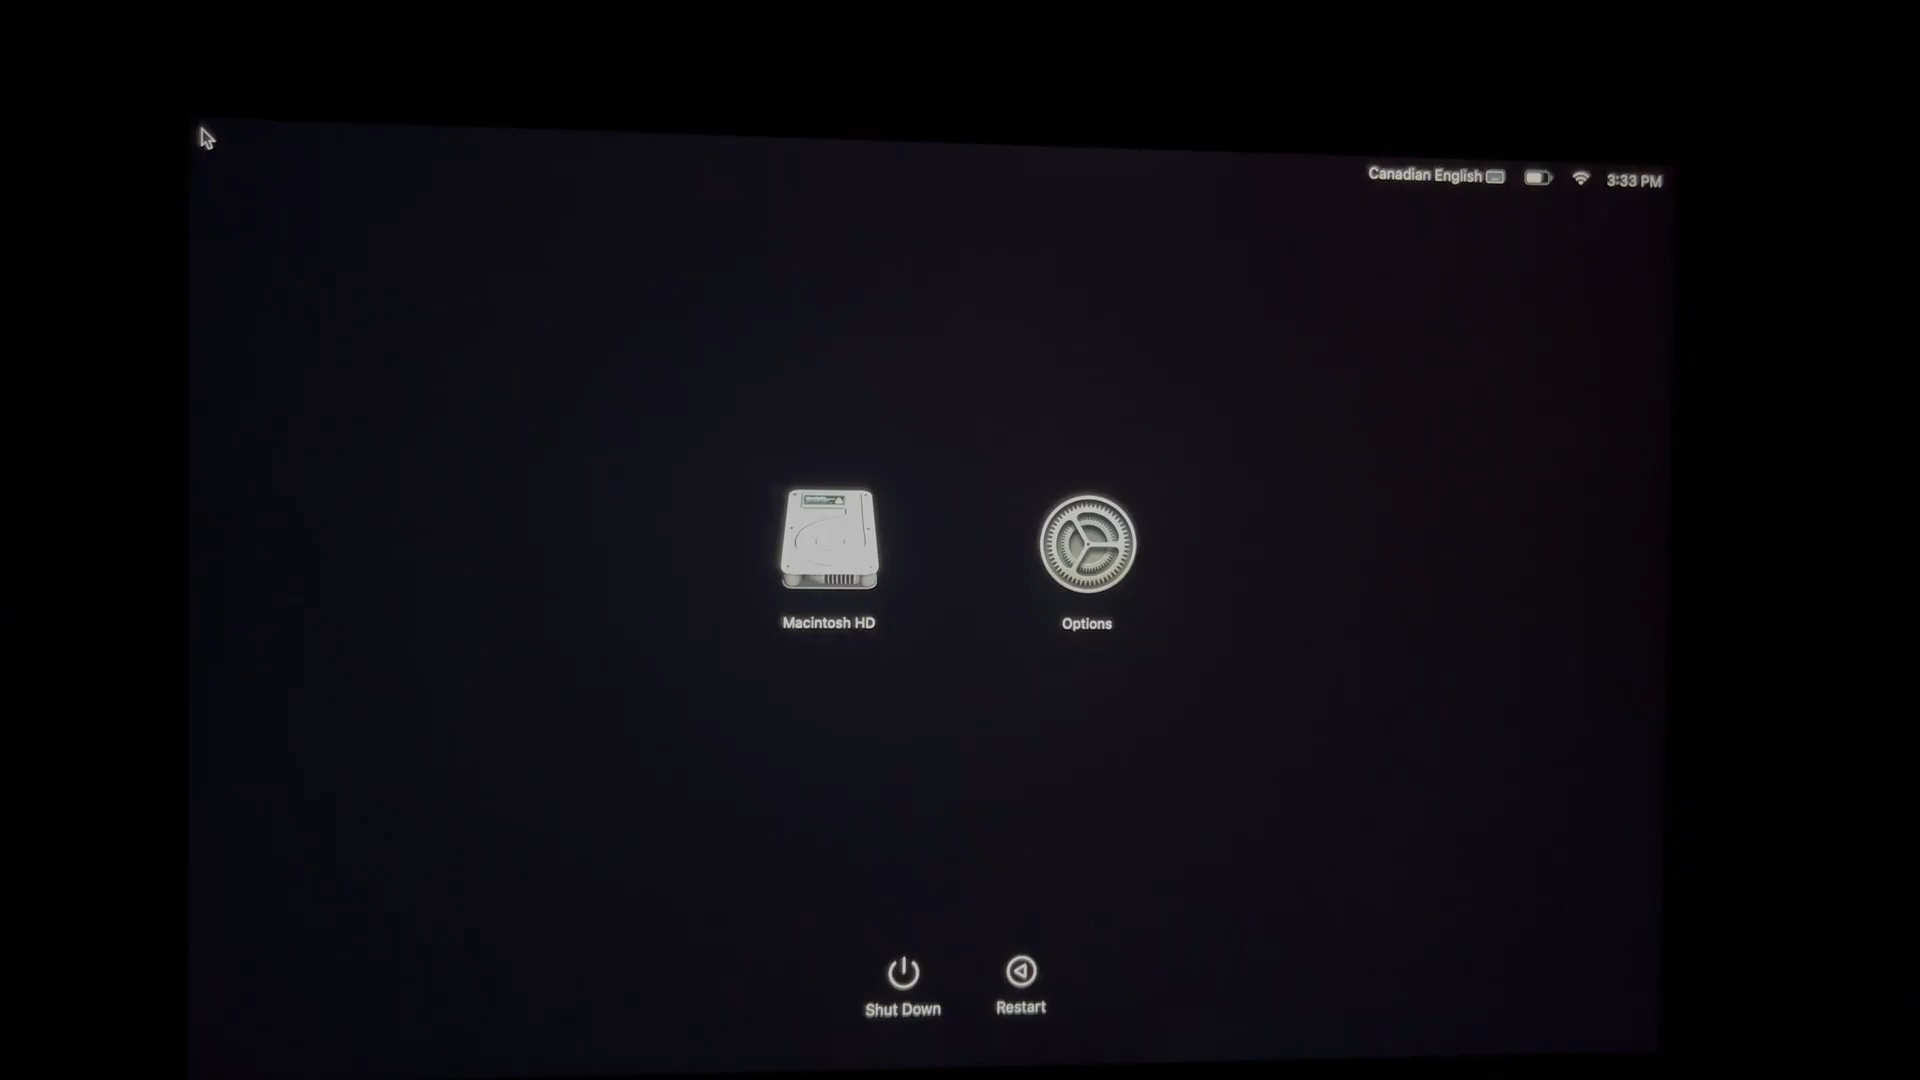 Canadian English
3:33 PM
Macintosh HD
Options
Shut Down
Restart